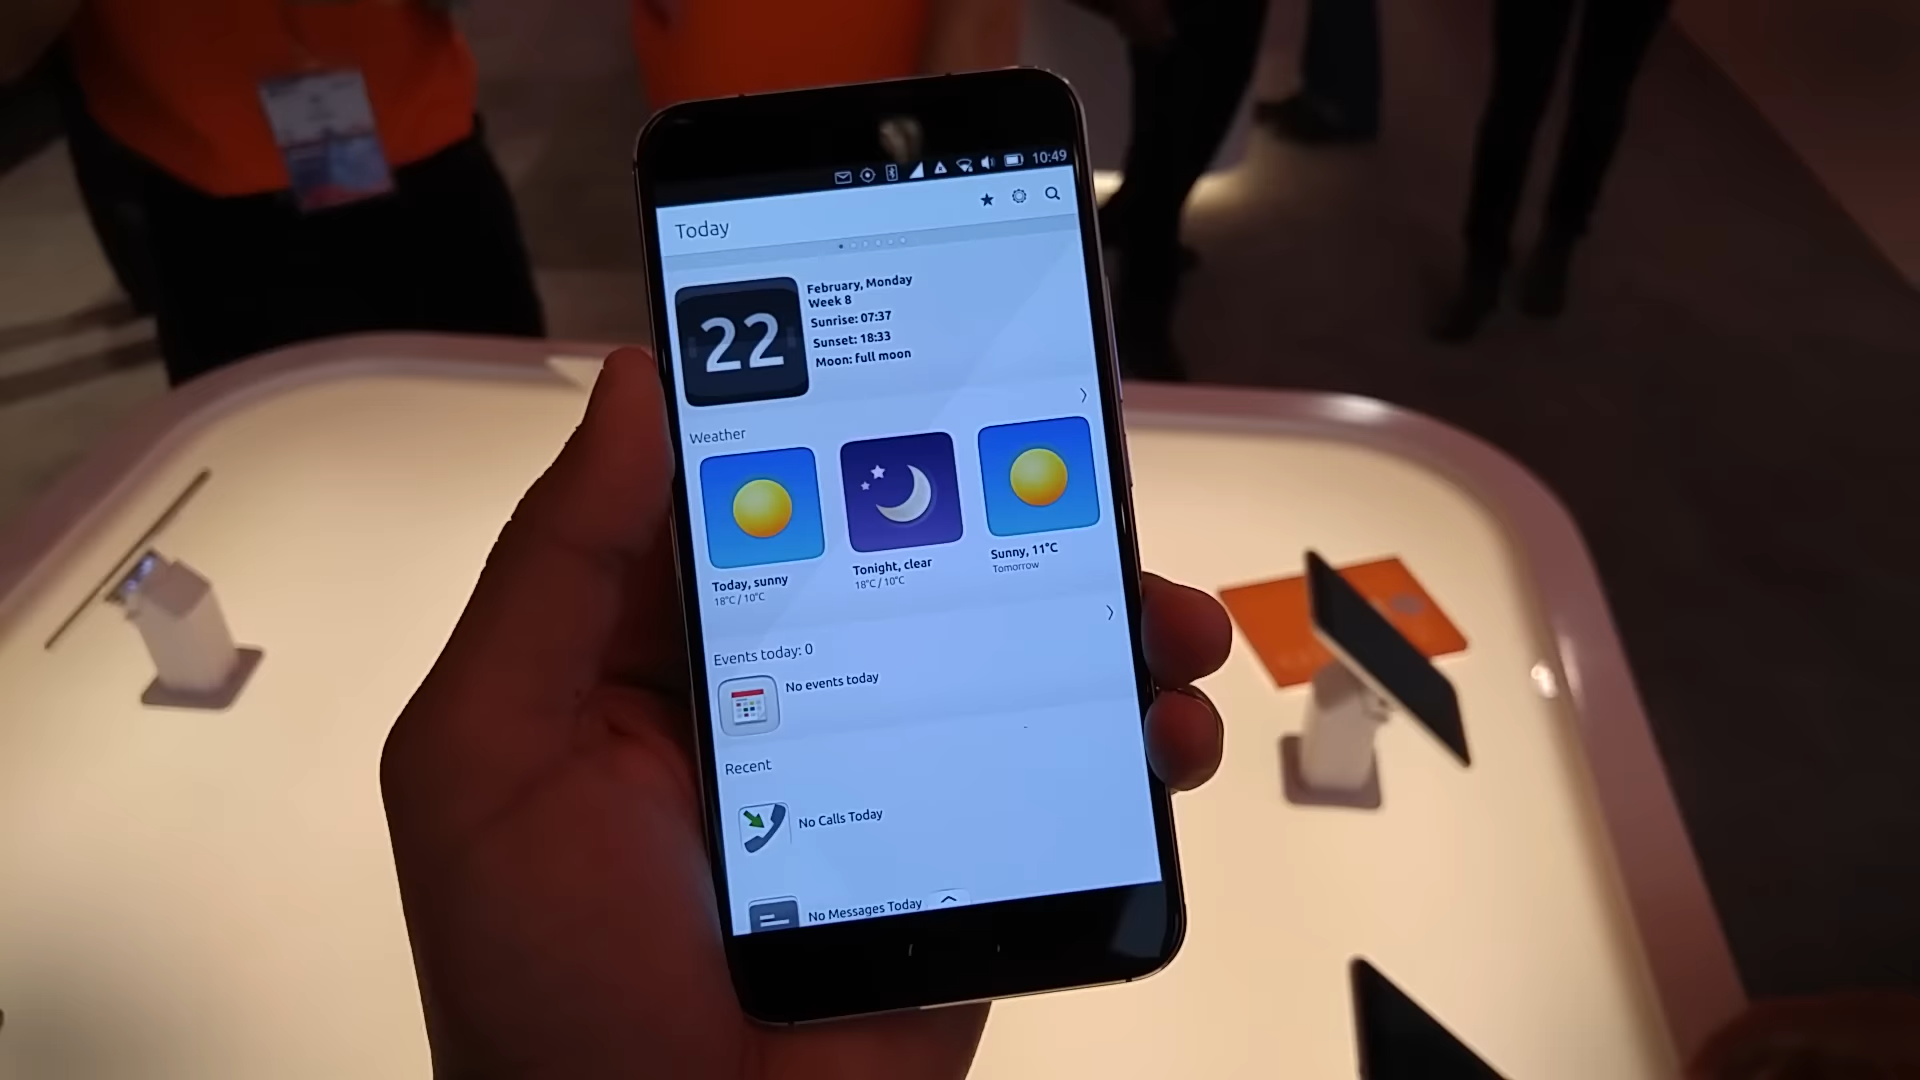 10:49
Today
22
February, Monday
Week 8
Sunrise: 07:37
Sunset: 18:33
Moon: full moon
Weather
Today, sunny
18°C / 10°C
Tonight, clear
18°C / 10°C
Sunny, 11°C
Tomorrow
Events today: 0
No events today
Recent
No Calls Today
No Messages Today